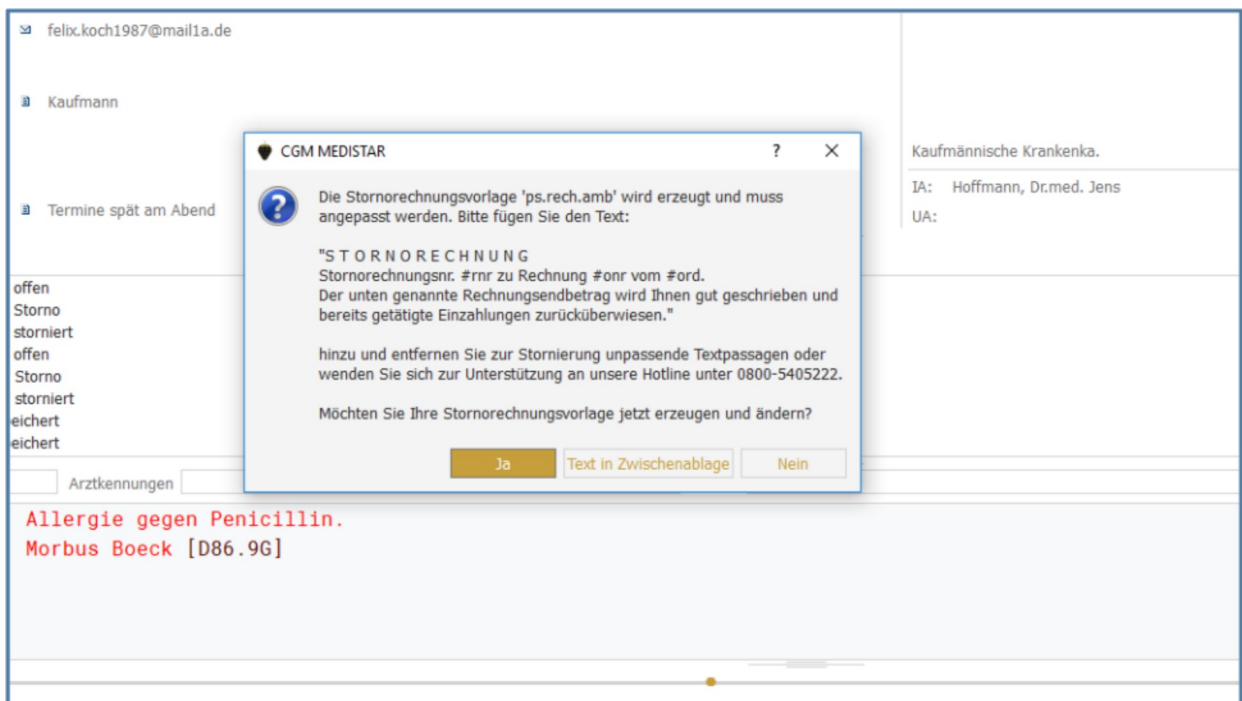 felix.koch1987@mail1a.de
Kaufmann
Termine spät am Abend
Kaufmännische Krankenka.
IA: Hoffmann, Dr.med. Jens
UA:
CGM MEDISTAR ? ×
Die Stornorechnungsvorlage 'ps.rech.amb' wird erzeugt und muss
angepasst werden. Bitte fügen Sie den Text:
"S T O R N O R E C H N U N G
Stornorechnungsnr. #rnr zu Rechnung #onr vom #ord.
Der unten genannte Rechnungsendbetrag wird Ihnen gut geschrieben und
bereits getätigte Einzahlungen zurücküberwiesen."
hinzu und entfernen Sie zur Stornierung unpassende Textpassagen oder
wenden Sie sich zur Unterstützung an unsere Hotline unter 0800-5405222.
Möchten Sie Ihre Stornorechnungsvorlage jetzt erzeugen und ändern?
Ja Text in Zwischenablage Nein
offen
Storno
storniert
offen
Storno
storniert
eichert
eichert
Arztkennungen
Allergie gegen Penicillin.
Morbus Boeck [D86.9G]